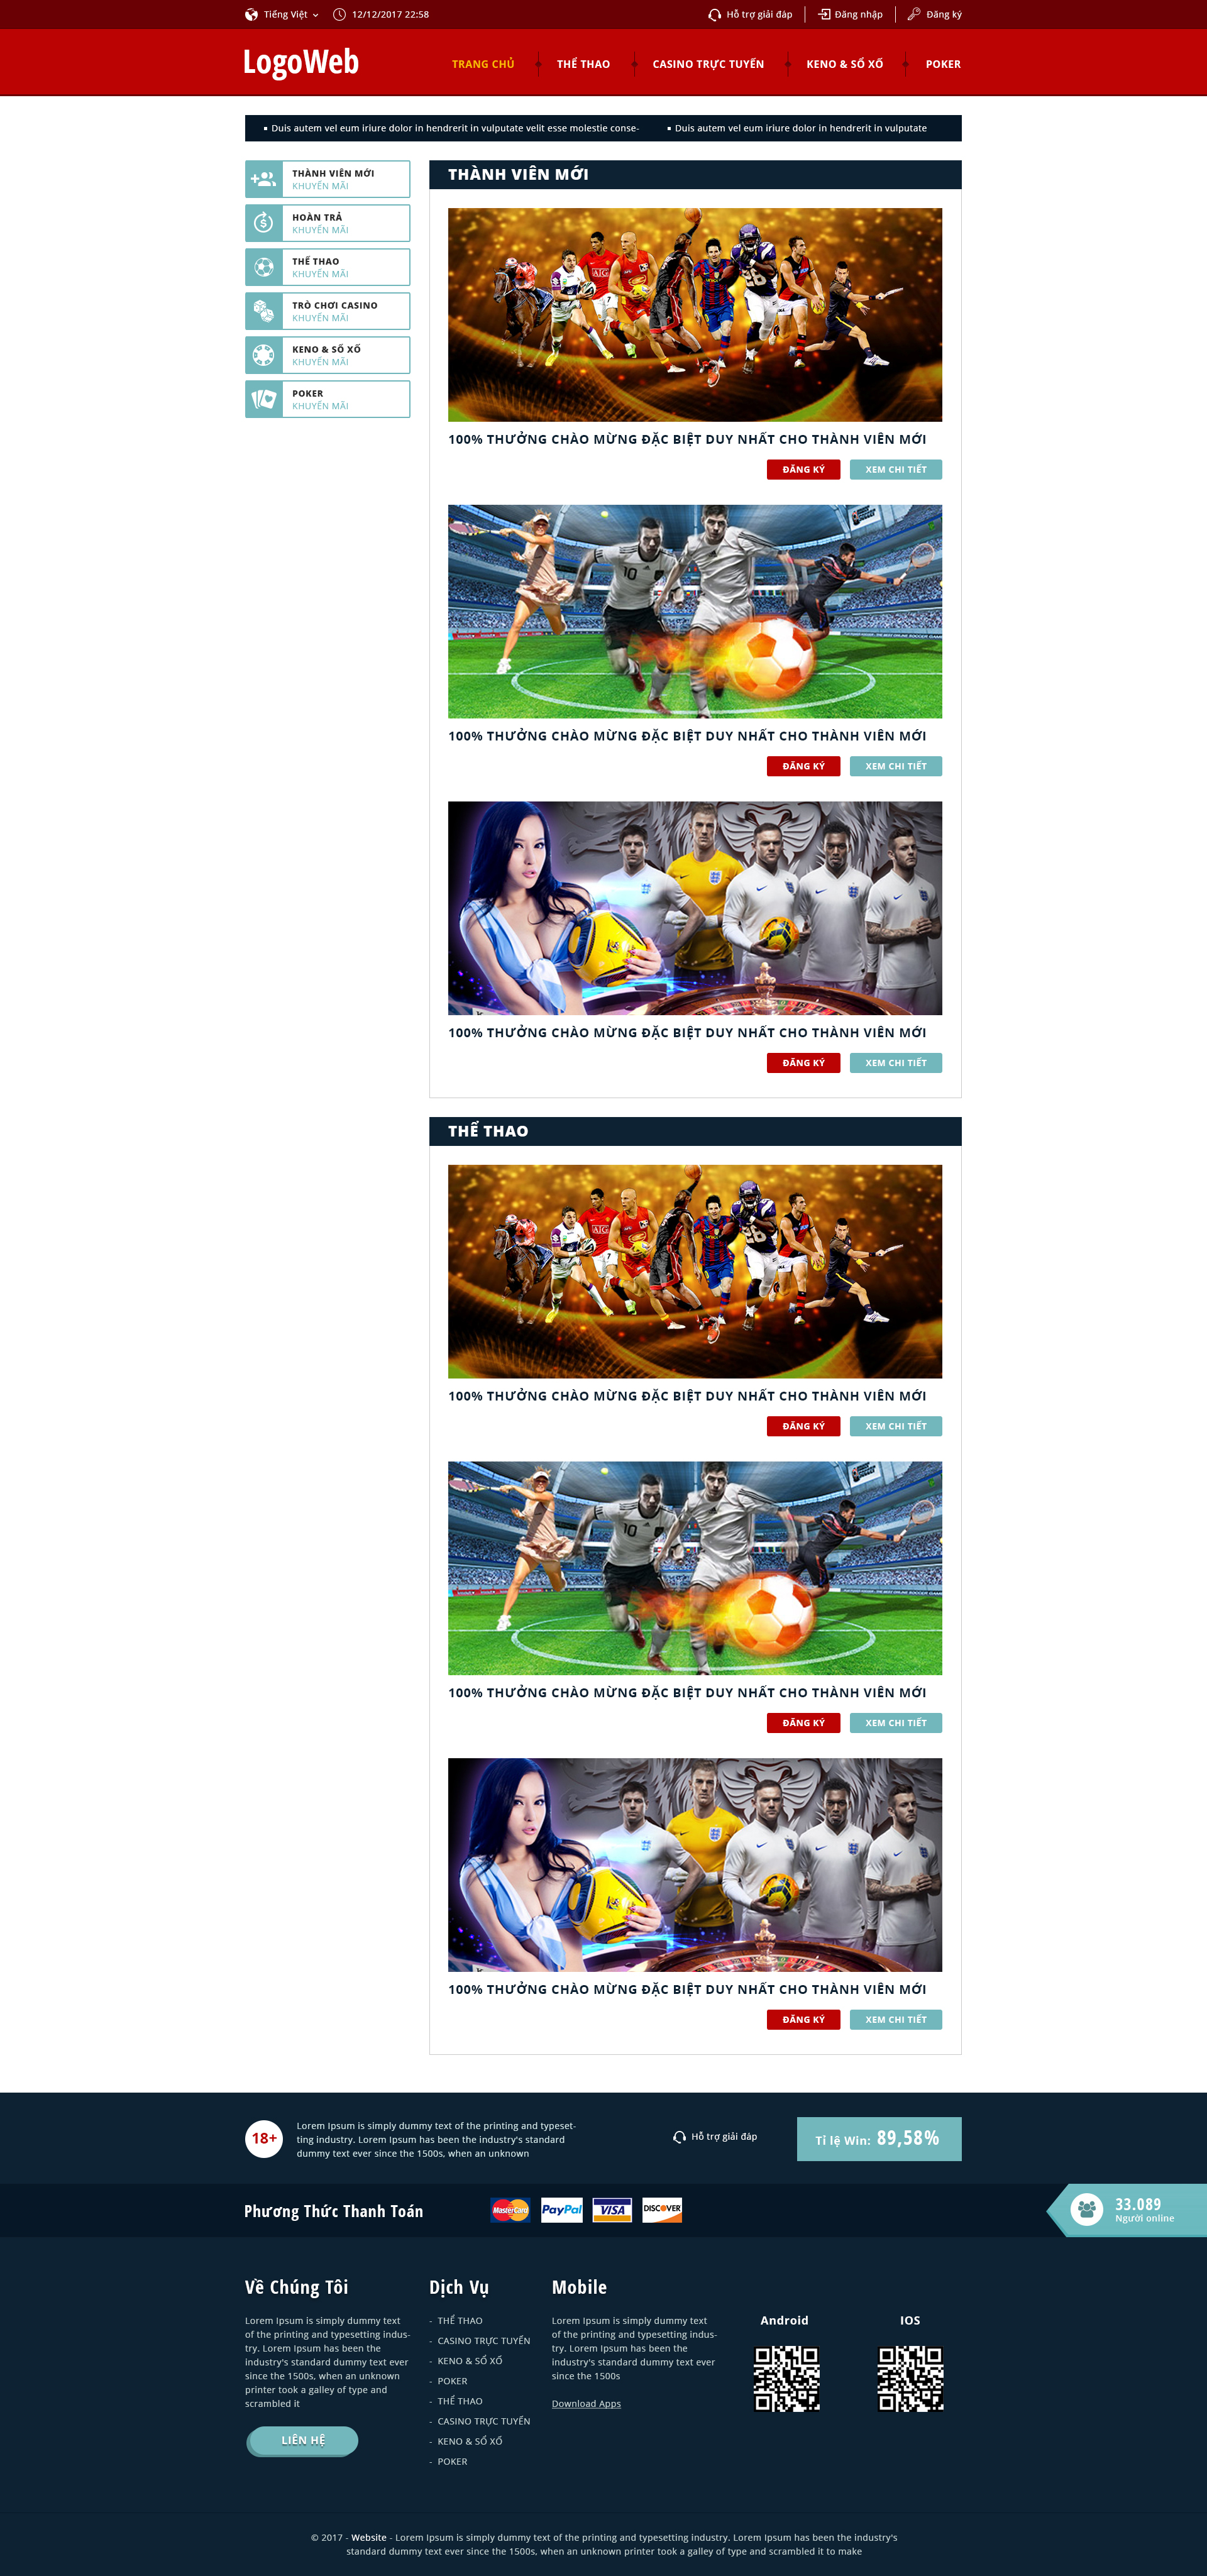 Tiếng Việt
12/12/2017 22:58
Hỗ trợ giải đáp
Đăng nhập
Đăng ký
LogoWeb
TRANG CHỦ
THỂ THAO
CASINO TRỰC TUYẾN
KENO & SỐ XỐ
POKER
Duis autem vel eum iriure dolor in hendrerit in vulputate velit esse molestie conse-
Duis autem vel eum iriure dolor in hendrerit in vulputate
THÀNH VIÊN MỚI
KHUYẾN MÃI
HOÀN TRẢ
KHUYẾN MÃI
THỂ THAO
KHUYẾN MÃI
TRÒ CHƠI CASINO
KHUYẾN MÃI
KENO & SỐ XỐ
KHUYẾN MÃI
POKER
KHUYẾN MÃI
THÀNH VIÊN MỚI
100% THƯỞNG CHÀO MỪNG ĐẶC BIỆT DUY NHẤT CHO THÀNH VIÊN MỚI
ĐĂNG KÝ
XEM CHI TIẾT
100% THƯỞNG CHÀO MỪNG ĐẶC BIỆT DUY NHẤT CHO THÀNH VIÊN MỚI
ĐĂNG KÝ
XEM CHI TIẾT
100% THƯỞNG CHÀO MỪNG ĐẶC BIỆT DUY NHẤT CHO THÀNH VIÊN MỚI
ĐĂNG KÝ
XEM CHI TIẾT
THỂ THAO
100% THƯỞNG CHÀO MỪNG ĐẶC BIỆT DUY NHẤT CHO THÀNH VIÊN MỚI
ĐĂNG KÝ
XEM CHI TIẾT
100% THƯỞNG CHÀO MỪNG ĐẶC BIỆT DUY NHẤT CHO THÀNH VIÊN MỚI
ĐĂNG KÝ
XEM CHI TIẾT
100% THƯỞNG CHÀO MỪNG ĐẶC BIỆT DUY NHẤT CHO THÀNH VIÊN MỚI
ĐĂNG KÝ
XEM CHI TIẾT
18+
Lorem Ipsum is simply dummy text of the printing and typeset-
ting industry. Lorem Ipsum has been the industry's standard
dummy text ever since the 1500s, when an unknown
Hỗ trợ giải đáp
Tỉ lệ Win: 89,58%
Phương Thức Thanh Toán
MasterCard
PayPal
VISA
DISCOVER
33.089
Người online
Về Chúng Tôi
Lorem Ipsum is simply dummy text
of the printing and typesetting indus-
try. Lorem Ipsum has been the
industry's standard dummy text ever
since the 1500s, when an unknown
printer took a galley of type and
scrambled it
LIÊN HỆ
Dịch Vụ
- THỂ THAO
- CASINO TRỰC TUYẾN
- KENO & SỐ XỐ
- POKER
- THỂ THAO
- CASINO TRỰC TUYẾN
- KENO & SỐ XỐ
- POKER
Mobile
Lorem Ipsum is simply dummy text
of the printing and typesetting indus-
try. Lorem Ipsum has been the
industry's standard dummy text ever
since the 1500s
Download Apps
Android
IOS
© 2017 - Website - Lorem Ipsum is simply dummy text of the printing and typesetting industry. Lorem Ipsum has been the industry's
standard dummy text ever since the 1500s, when an unknown printer took a galley of type and scrambled it to make